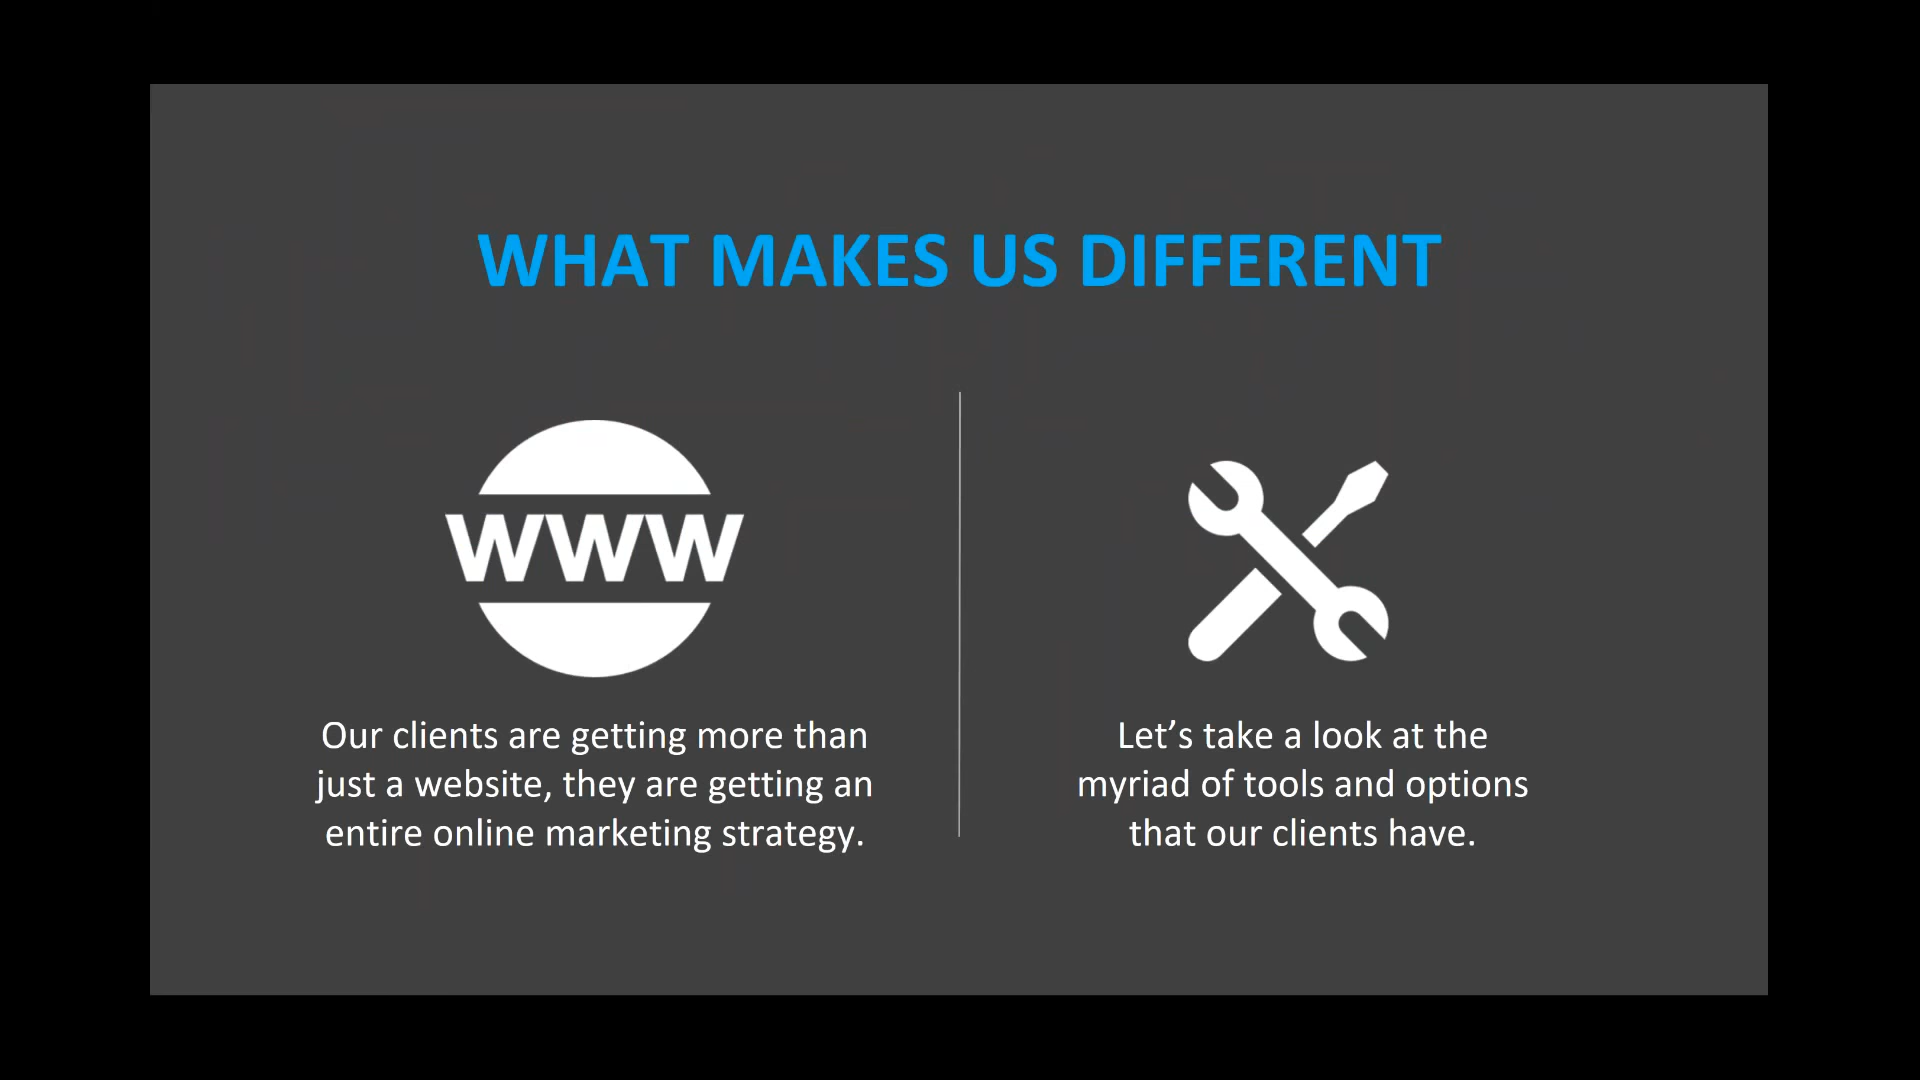 WHAT MAKES US DIFFERENT
WWW
Our clients are getting more than
just a website, they are getting an
entire online marketing strategy.
Let’s take a look at the
myriad of tools and options
that our clients have.